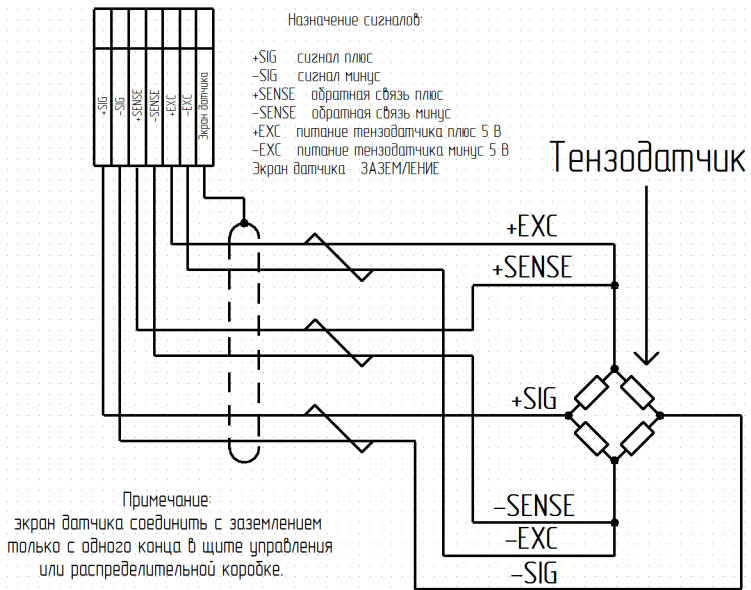 Назначение сигналов:
+SIG сигнал плюс
-SIG сигнал минус
+SENSE обратная связь плюс
-SENSE обратная связь минус
+EXC питание тензодатчика плюс 5 В
-EXC питание тензодатчика минус 5 В
Экран датчика ЗАЗЕМЛЕНИЕ
+SIG
-SIG
+SENSE
-SENSE
+EXC
-EXC
Экран датчика
Тензодатчик
+EXC
+SENSE
+SIG
-SENSE
-EXC
-SIG
Примечание:
экран датчика соединить с заземлением
только с одного конца в щите управления
или распределительной коробке.